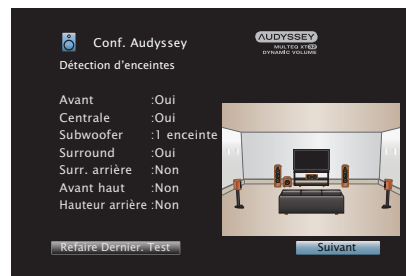 Conf. Audyssey
AUDYSSEY
MULTEQ XT32
DYNAMIC VOLUME
Détection d'enceintes
Avant :Oui
Centrale :Oui
Subwoofer :1 enceinte
Surround :Oui
Surr. arrière :Non
Avant haut :Non
Hauteur arrière :Non
Refaire Dernier. Test
Suivant